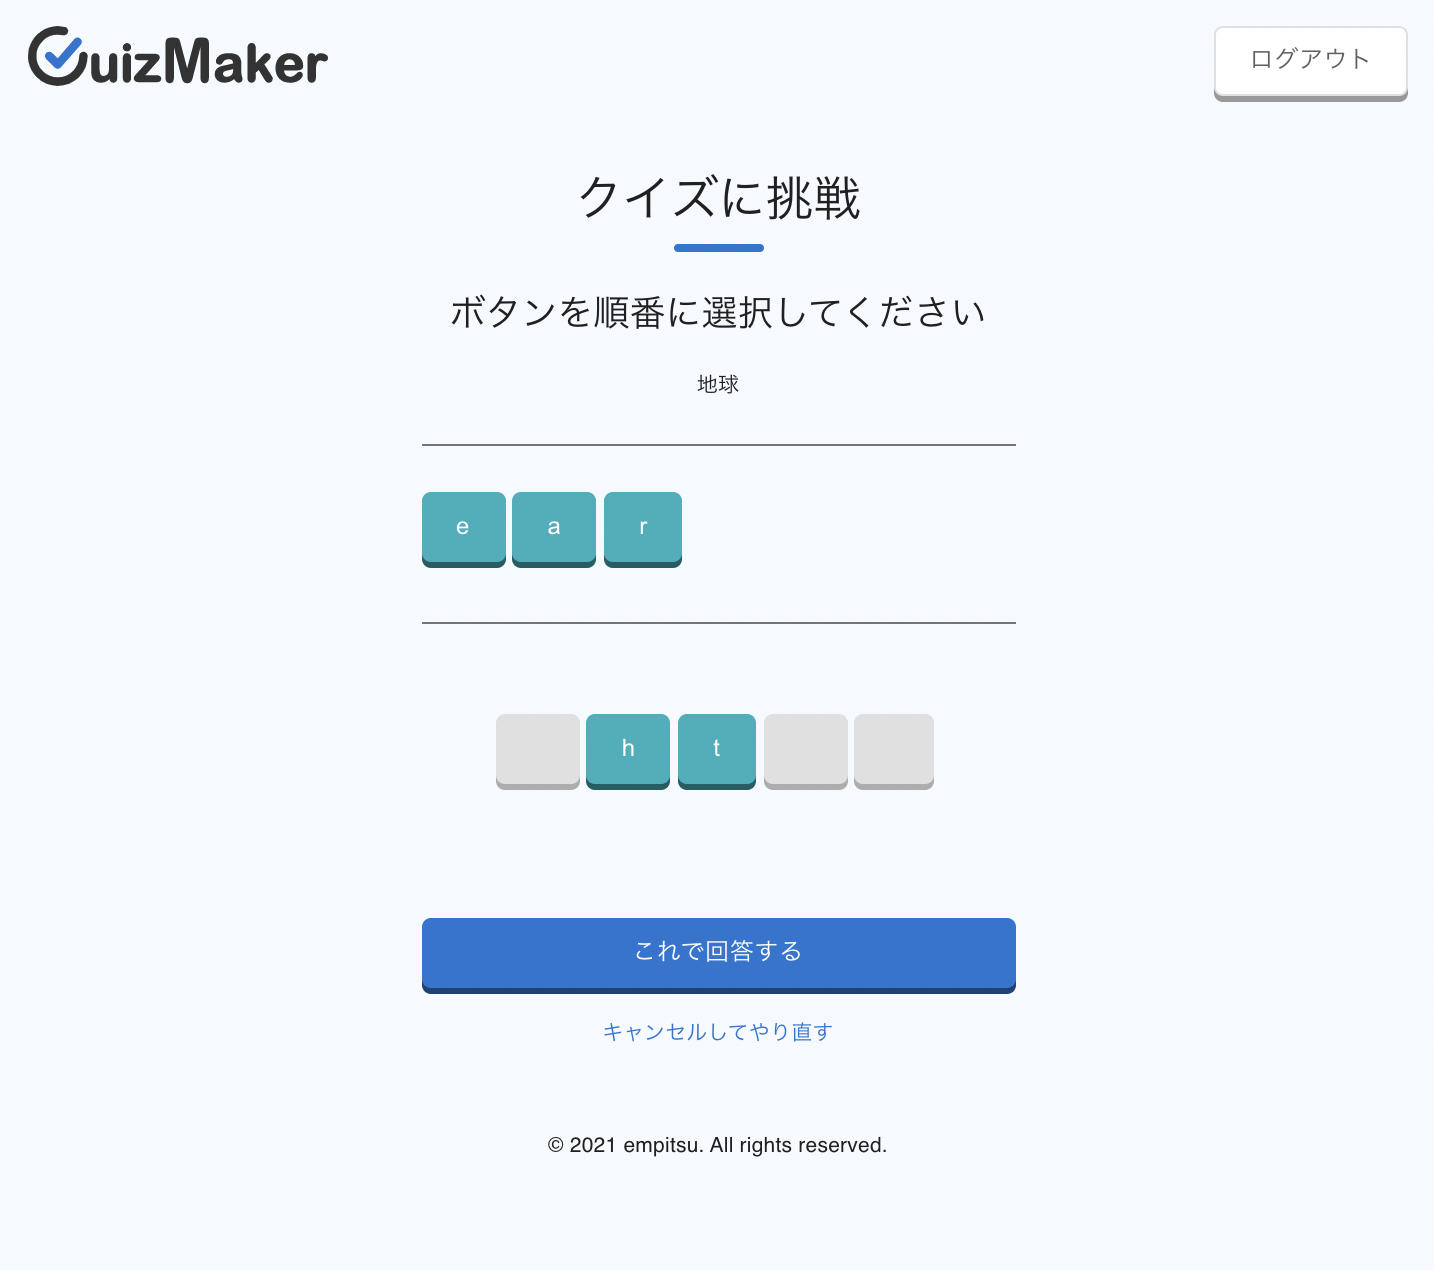 QuizMaker
ログアウト
クイズに挑戦
ボタンを順番に選択してください
地球
e a r
h t
これで回答する
キャンセルしてやり直す
© 2021 empitsu. All rights reserved.